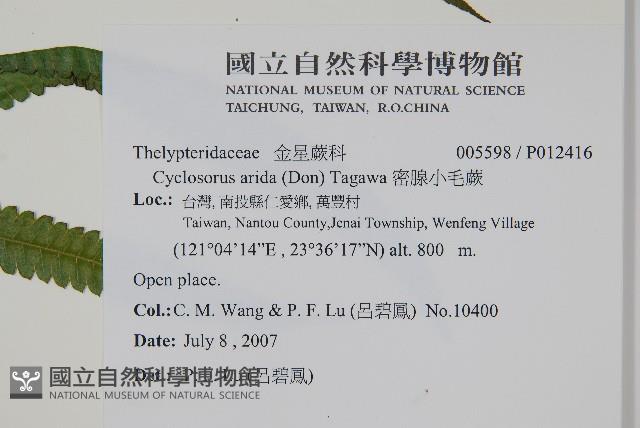 國立自然科學博物館
NATIONAL MUSEUM OF NATURAL SCIENCE
TAICHUNG, TAIWAN, R.O.CHINA
Thelypteridaceae 金星蕨科 005598 / P012416
Cyclosorus arida (Don) Tagawa 密腺小毛蕨
Loc.: 台灣, 南投縣仁愛鄉, 萬豐村
Taiwan, Nantou County,Jenai Township, Wenfeng Village
(121°04'14”E , 23°36'17”N) alt. 800 m.
Open place.
Col.: C. M. Wang & P. F. Lu (呂碧鳳) No.10400
Date: July 8 , 2007
(呂碧鳳)
國立自然科學博物館
NATIONAL MUSEUM OF NATURAL SCIENCE